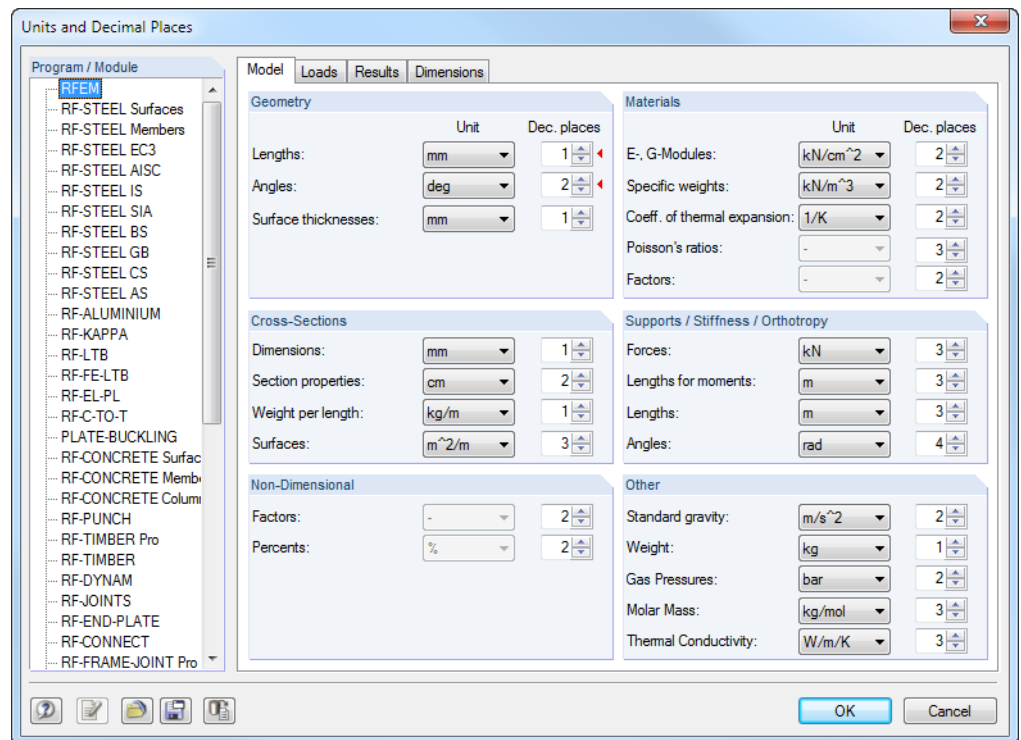 Units and Decimal Places
Program / Module
RFEM
RF-STEEL Surfaces
RF-STEEL Members
RF-STEEL EC3
RF-STEEL AISC
RF-STEEL IS
RF-STEEL SIA
RF-STEEL BS
RF-STEEL GB
RF-STEEL CS
RF-STEEL AS
RF-ALUMINIUM
RF-KAPPA
RF-LTB
RF-FE-LTB
RF-EL-PL
RF-C-TO-T
PLATE-BUCKLING
RF-CONCRETE Surfac
RF-CONCRETE Memb
RF-CONCRETE Colum
RF-PUNCH
RF-TIMBER Pro
RF-TIMBER
RF-DYNAM
RF-JOINTS
RF-END-PLATE
RF-CONNECT
RF-FRAME-JOINT Pro
Model Loads Results Dimensions
Geometry
Unit Dec. places
Lengths: mm 1
Angles: deg 2
Surface thicknesses: mm 1
Materials
Unit Dec. places
E-, G-Modules: kN/cm^2 2
Specific weights: kN/m^3 2
Coeff. of thermal expansion: 1/K 2
Poisson's ratios: - 3
Factors: - 2
Cross-Sections
Dimensions: mm 1
Section properties: cm 2
Weight per length: kg/m 1
Surfaces: m^2/m 3
Supports / Stiffness / Orthotropy
Forces: kN 3
Lengths for moments: m 3
Lengths: m 3
Angles: rad 4
Non-Dimensional
Factors: - 2
Percents: % 2
Other
Standard gravity: m/s^2 2
Weight: kg 1
Gas Pressures: bar 2
Molar Mass: kg/mol 3
Thermal Conductivity: W/m/K 3
OK Cancel